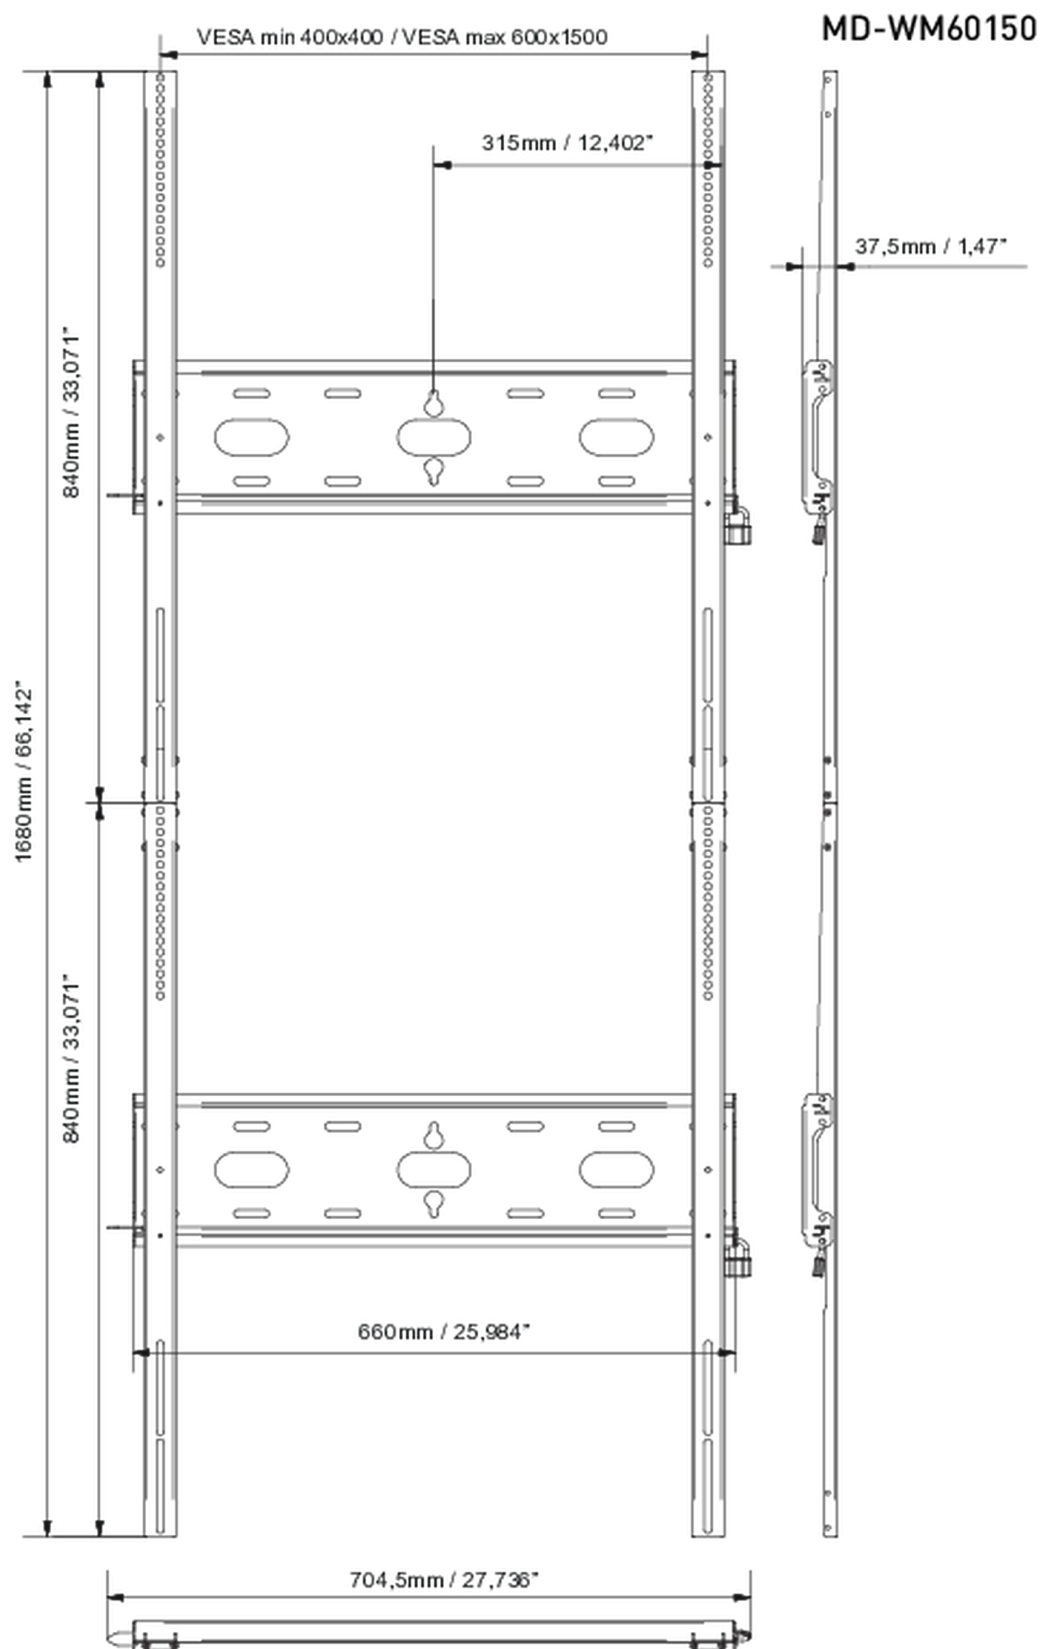 MD-WM60150
VESA min 400x400 / VESA max 600x1500
315mm / 12,402”
37,5mm / 1,47”
840mm / 33,071”
1680mm / 66,142”
840mm / 33,071”
660mm / 25,984”
704,5mm / 27,736”